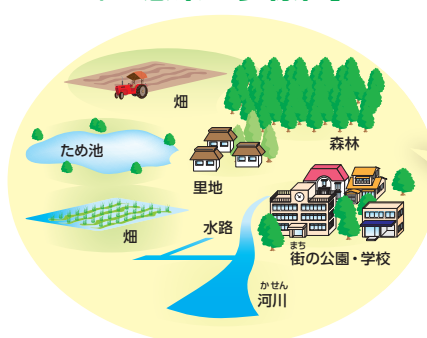 畑
森林
ため池
里地
畑
水路
まち
街の公園・学校
かせん
河川